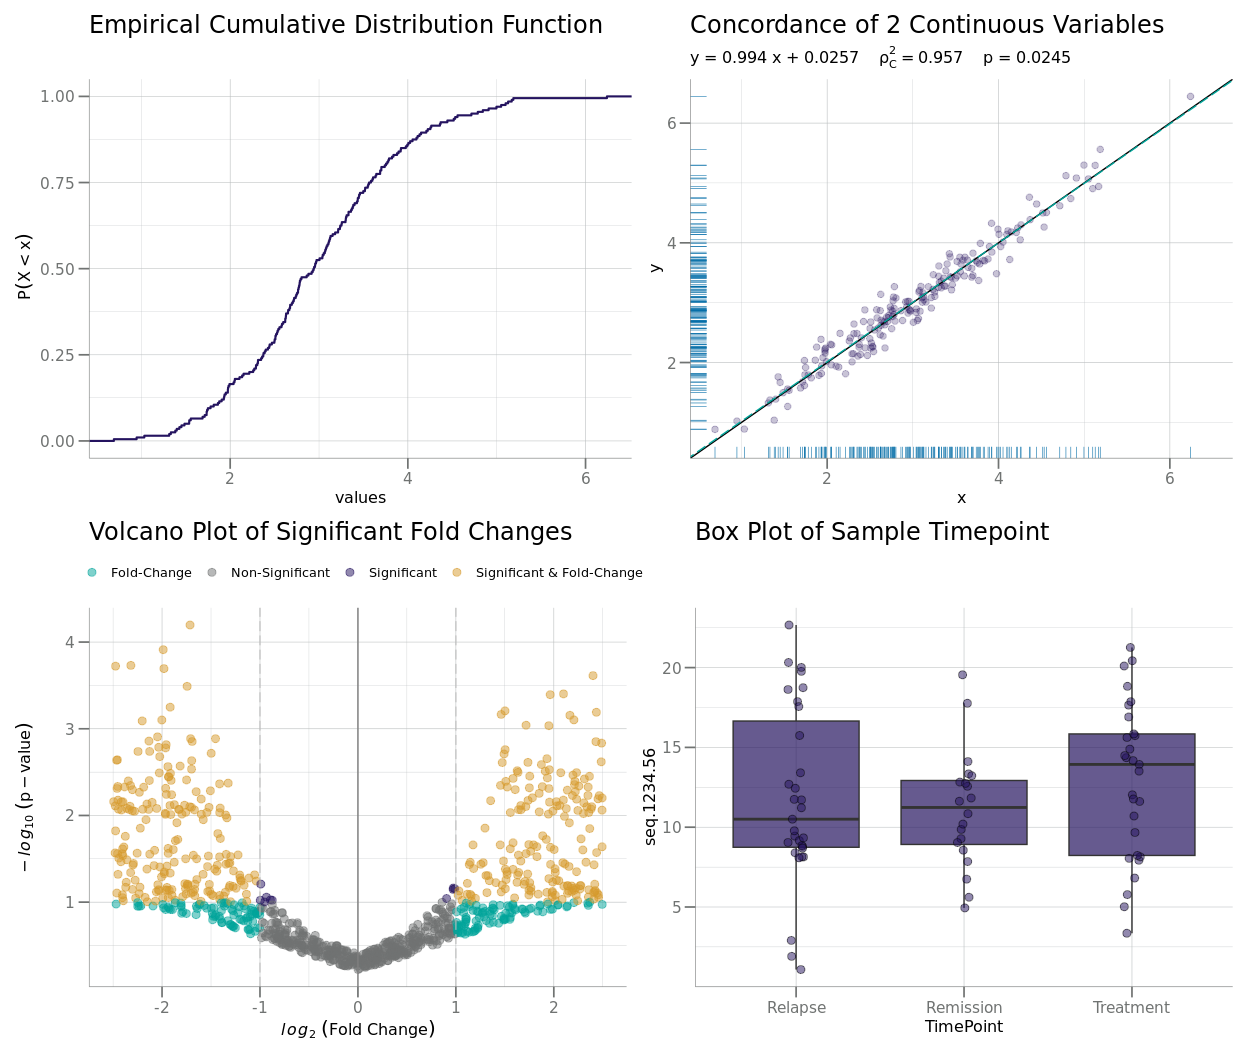 Empirical Cumulative Distribution Function
P(X < x)
1.00
0.75
0.50
0.25
0.00
2 4 6
values
Concordance of 2 Continuous Variables
y = 0.994 x + 0.0257 ρ_C^2 = 0.957 p = 0.0245
y
6
4
2
2 4 6
x
Volcano Plot of Significant Fold Changes
Fold-Change Non-Significant Significant Significant & Fold-Change
− log10 (p − value)
4
3
2
1
-2 -1 0 1 2
log2 (Fold Change)
Box Plot of Sample Timepoint
seq.1234.56
20
15
10
5
Relapse Remission Treatment
TimePoint